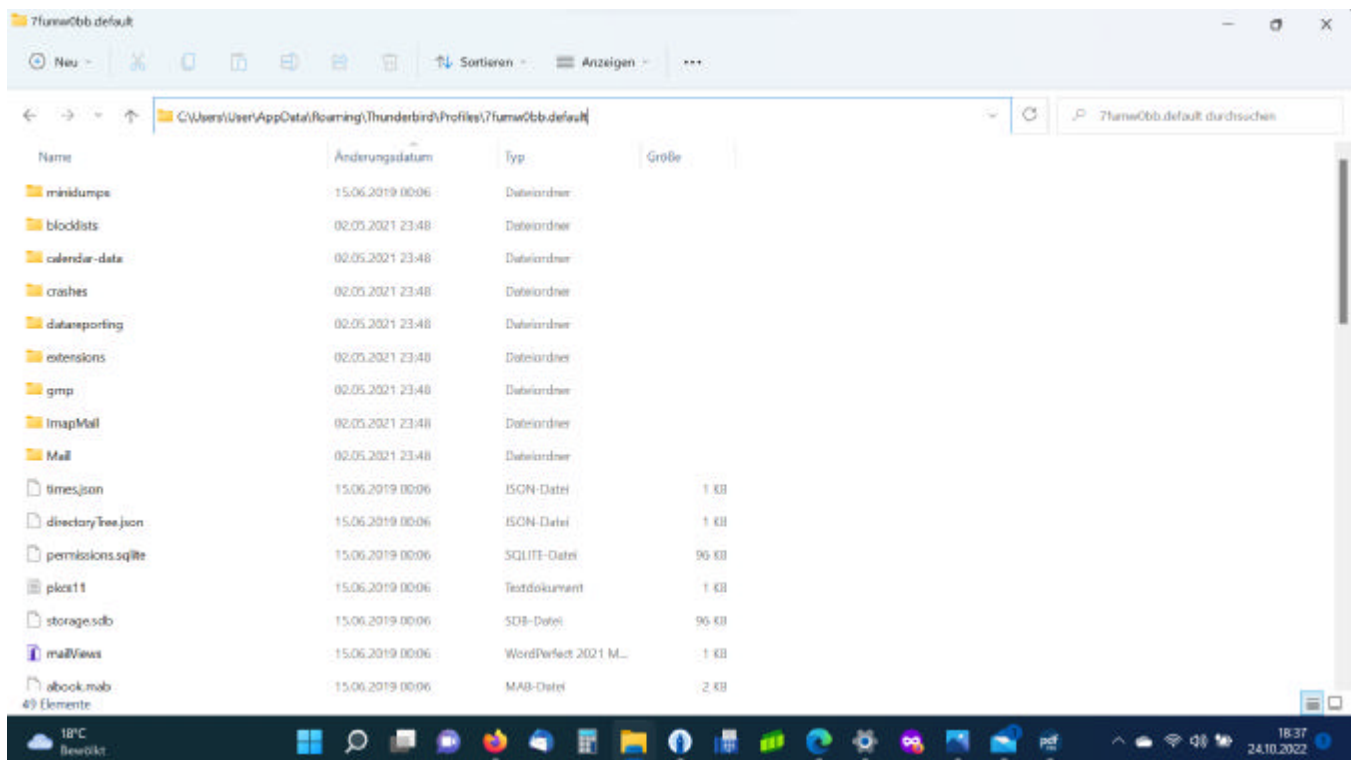 7fumw0bb.default
Neu
Sortieren
Anzeigen
C:\Users\User\AppData\Roaming\Thunderbird\Profiles\7fumw0bb.default
7fumw0bb.default durchsuchen
Name Änderungsdatum Typ Größe
minidumps 15.06.2019 00:06 Dateiordner
blocklists 02.05.2021 23:48 Dateiordner
calendar-data 02.05.2021 23:48 Dateiordner
crashes 02.05.2021 23:48 Dateiordner
datareporting 02.05.2021 23:48 Dateiordner
extensions 02.05.2021 23:48 Dateiordner
gmp 02.05.2021 23:48 Dateiordner
ImapMail 02.05.2021 23:48 Dateiordner
Mail 02.05.2021 23:48 Dateiordner
times.json 15.06.2019 00:06 JSON-Datei 1 KB
directoryTree.json 15.06.2019 00:06 JSON-Datei 1 KB
permissions.sqlite 15.06.2019 00:06 SQLITE-Datei 96 KB
pkcs11 15.06.2019 00:06 Textdokument 1 KB
storage.sdb 15.06.2019 00:06 SDB-Datei 96 KB
mailViews 15.06.2019 00:06 WordPerfect 2021 M... 1 KB
abook.mab 15.06.2019 00:06 MAB-Datei 2 KB
49 Elemente
18°C
Bewölkt
pdf
18:37
24.10.2022